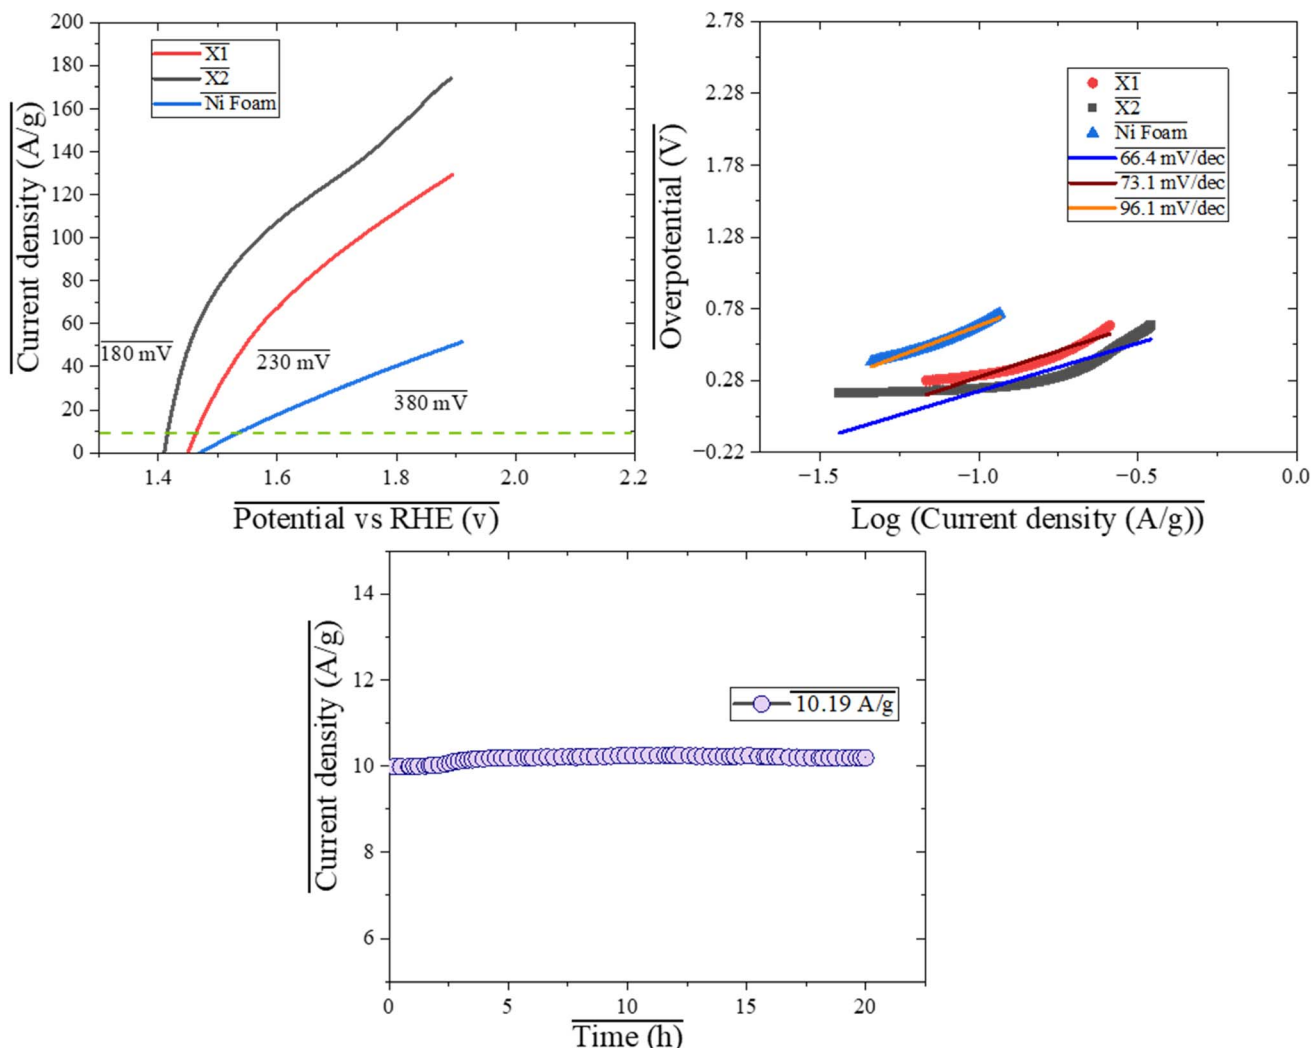 200
180
160
140
120
100
80
60
40
20
0
Current density (A/g)
X1
X2
Ni Foam
180 mV
230 mV
380 mV
1.4
1.6
1.8
2.0
2.2
Potential vs RHE (v)
2.78
2.28
1.78
1.28
0.78
0.28
−0.22
Overpotential (V)
X1
X2
Ni Foam
66.4 mV/dec
73.1 mV/dec
96.1 mV/dec
−1.5
−1.0
−0.5
0.0
Log (Current density (A/g))
14
12
10
8
6
Current density (A/g)
10.19 A/g
0
5
10
15
20
Time (h)